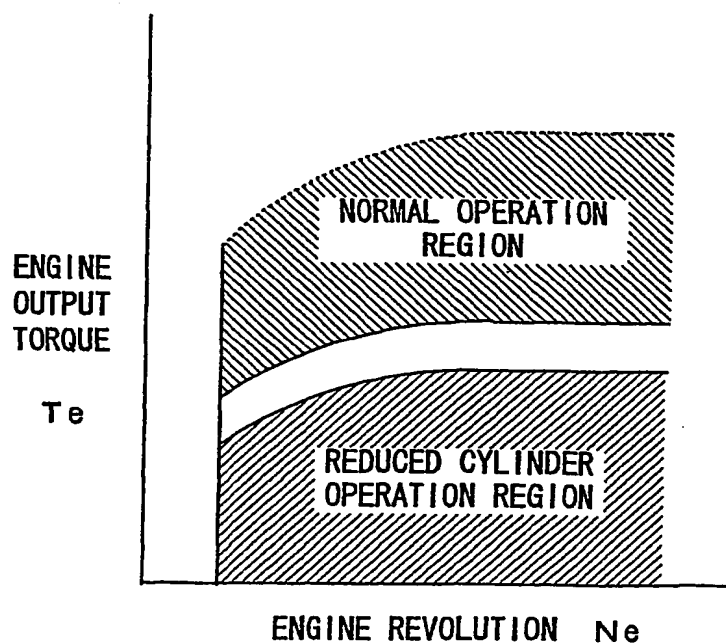 NORMAL OPERATION
REGION
ENGINE
OUTPUT
TORQUE
Te
REDUCED CYLINDER
OPERATION REGION
ENGINE REVOLUTION Ne